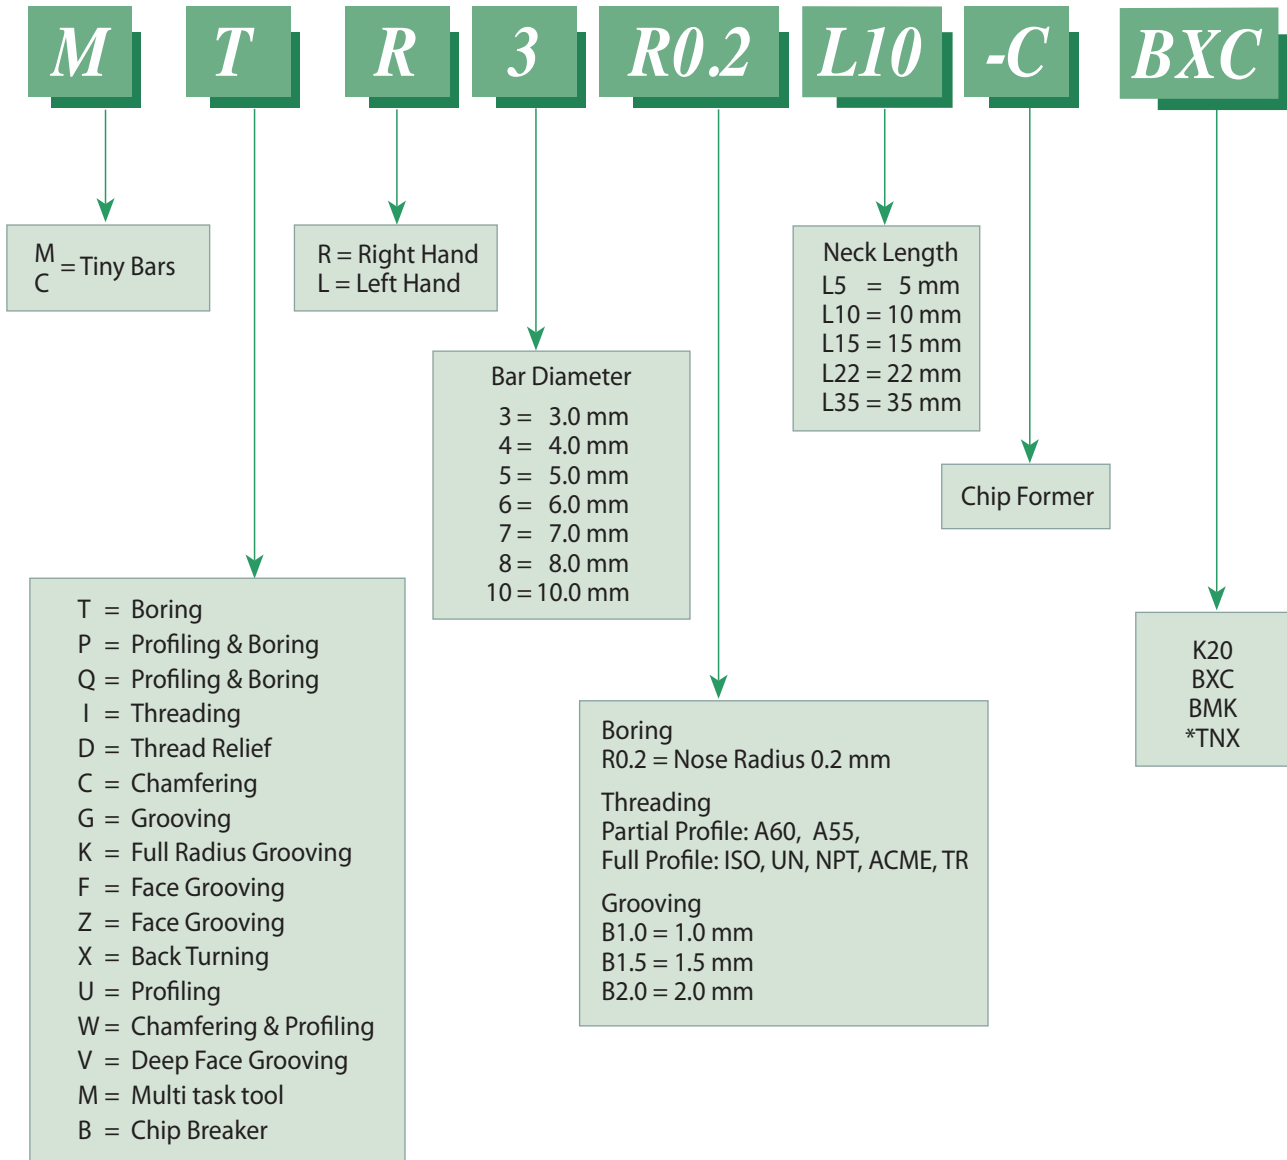 M T R 3 R0.2 L10 -C BXC
M
C = Tiny Bars
R = Right Hand
L = Left Hand
Neck Length
L5 = 5 mm
L10 = 10 mm
L15 = 15 mm
L22 = 22 mm
L35 = 35 mm
Bar Diameter
3 = 3.0 mm
4 = 4.0 mm
5 = 5.0 mm
6 = 6.0 mm
7 = 7.0 mm
8 = 8.0 mm
10 = 10.0 mm
Chip Former
T = Boring
P = Profiling & Boring
Q = Profiling & Boring
I = Threading
D = Thread Relief
C = Chamfering
G = Grooving
K = Full Radius Grooving
F = Face Grooving
Z = Face Grooving
X = Back Turning
U = Profiling
W = Chamfering & Profiling
V = Deep Face Grooving
M = Multi task tool
B = Chip Breaker
Boring
R0.2 = Nose Radius 0.2 mm
Threading
Partial Profile: A60, A55,
Full Profile: ISO, UN, NPT, ACME, TR
Grooving
B1.0 = 1.0 mm
B1.5 = 1.5 mm
B2.0 = 2.0 mm
K20
BXC
BMK
*TNX